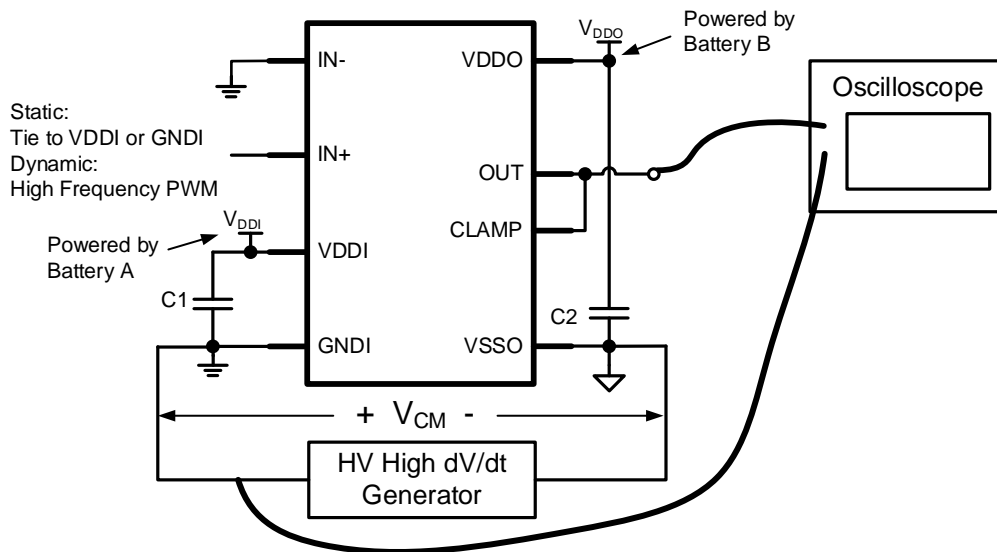 Powered by
Battery B
VDDO
Static:
Tie to VDDI or GNDI
Dynamic:
High Frequency PWM
IN-
IN+
VDDI
GNDI
VDDO
OUT
CLAMP
VSSO
VDDI
Powered by
Battery A
C1
C2
Oscilloscope
+ VCM -
HV High dV/dt
Generator